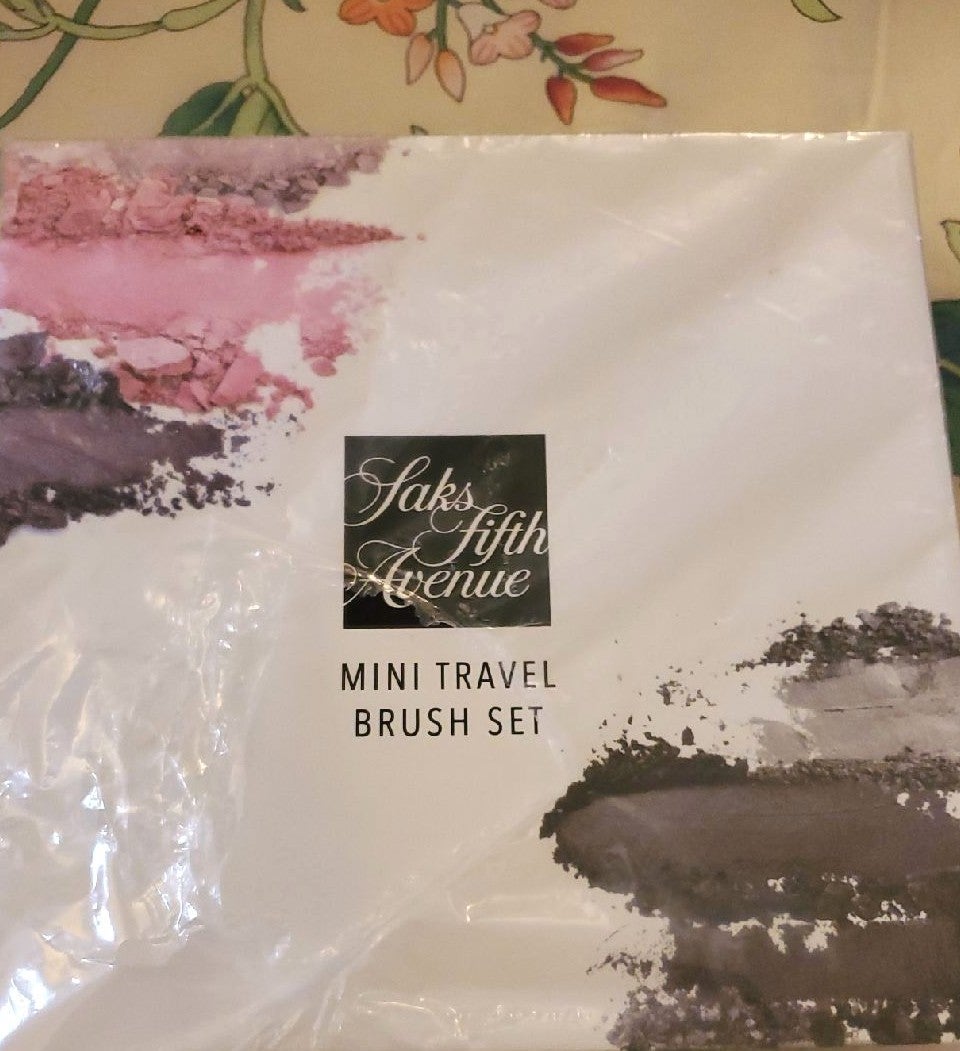 Saks
fifth
Avenue
MINI TRAVEL
BRUSH SET